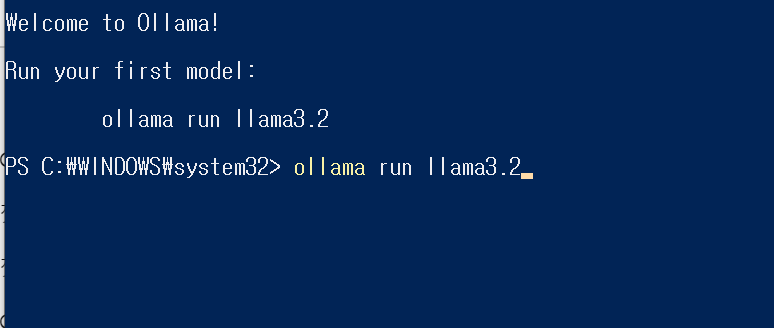 Welcome to Ollama!
Run your first model:
ollama run llama3.2
PS C:₩WINDOWS₩system32> ollama run llama3.2